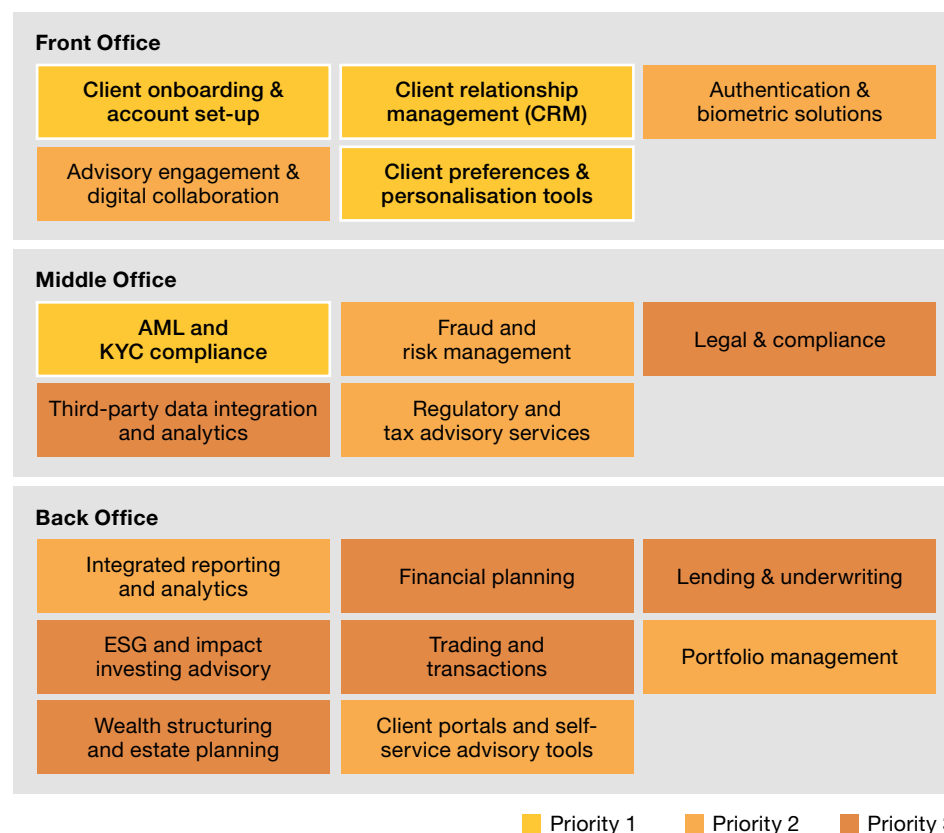 Front Office
Client onboarding &
account set-up
Client relationship
management (CRM)
Authentication &
biometric solutions
Advisory engagement &
digital collaboration
Client preferences &
personalisation tools
Middle Office
AML and
KYC compliance
Fraud and
risk management
Legal & compliance
Third-party data integration
and analytics
Regulatory and
tax advisory services
Back Office
Integrated reporting
and analytics
Financial planning
Lending & underwriting
ESG and impact
investing advisory
Trading and
transactions
Portfolio management
Wealth structuring
and estate planning
Client portals and self-
service advisory tools
Priority 1
Priority 2
Priority